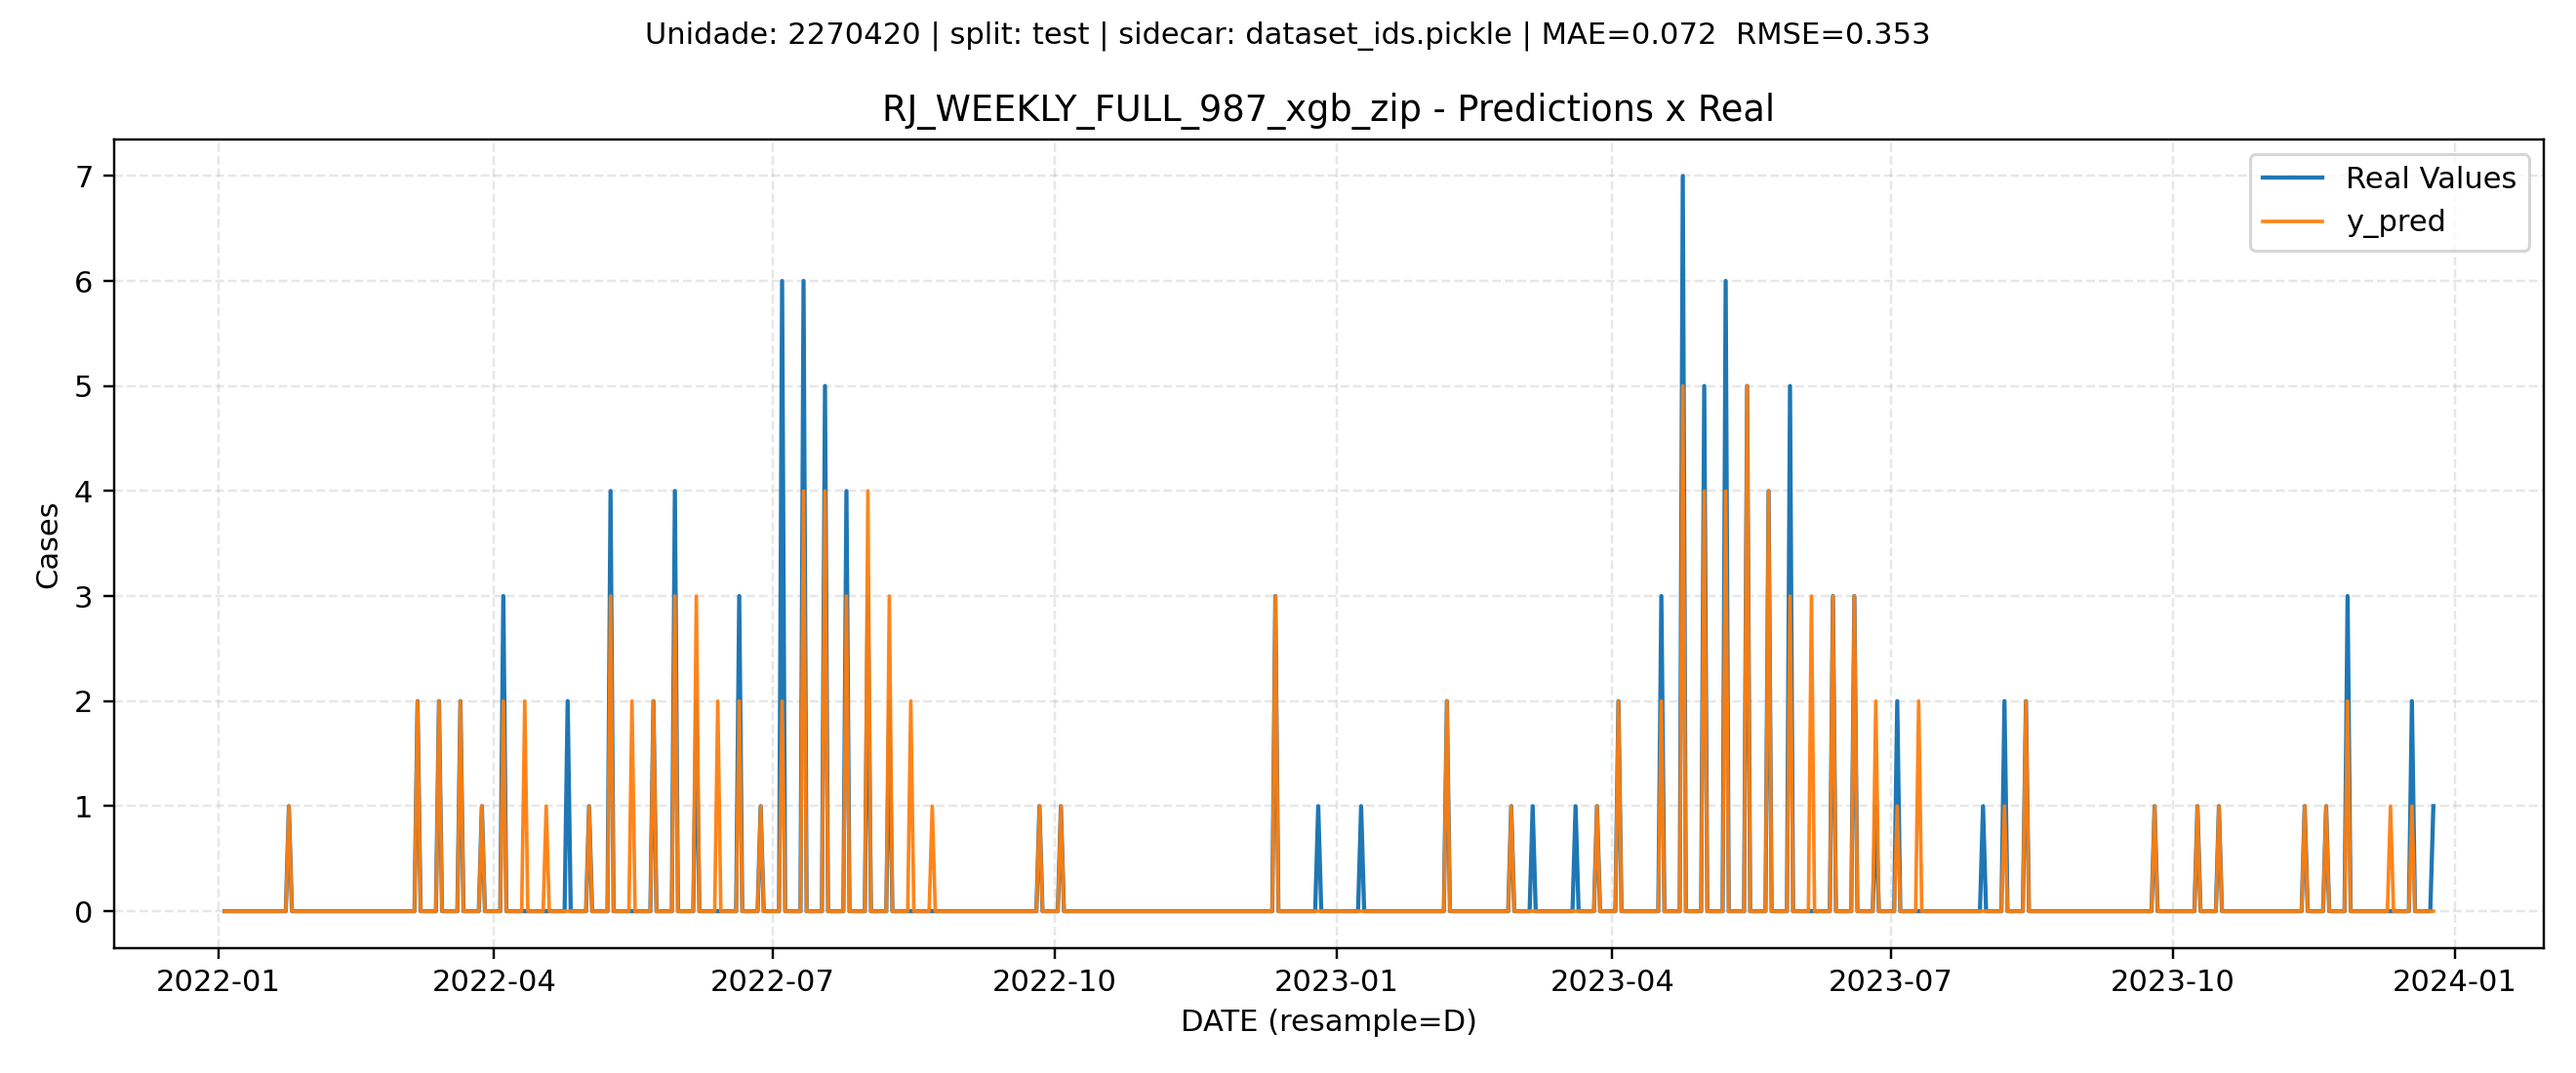 Unidade: 2270420 | split: test | sidecar: dataset_ids.pickle | MAE=0.072  RMSE=0.353
RJ_WEEKLY_FULL_987_xgb_zip - Predictions x Real
Real Values
y_pred
7
6
5
4
3
2
1
0
Cases
2022-01
2022-04
2022-07
2022-10
2023-01
2023-04
2023-07
2023-10
2024-01
DATE (resample=D)